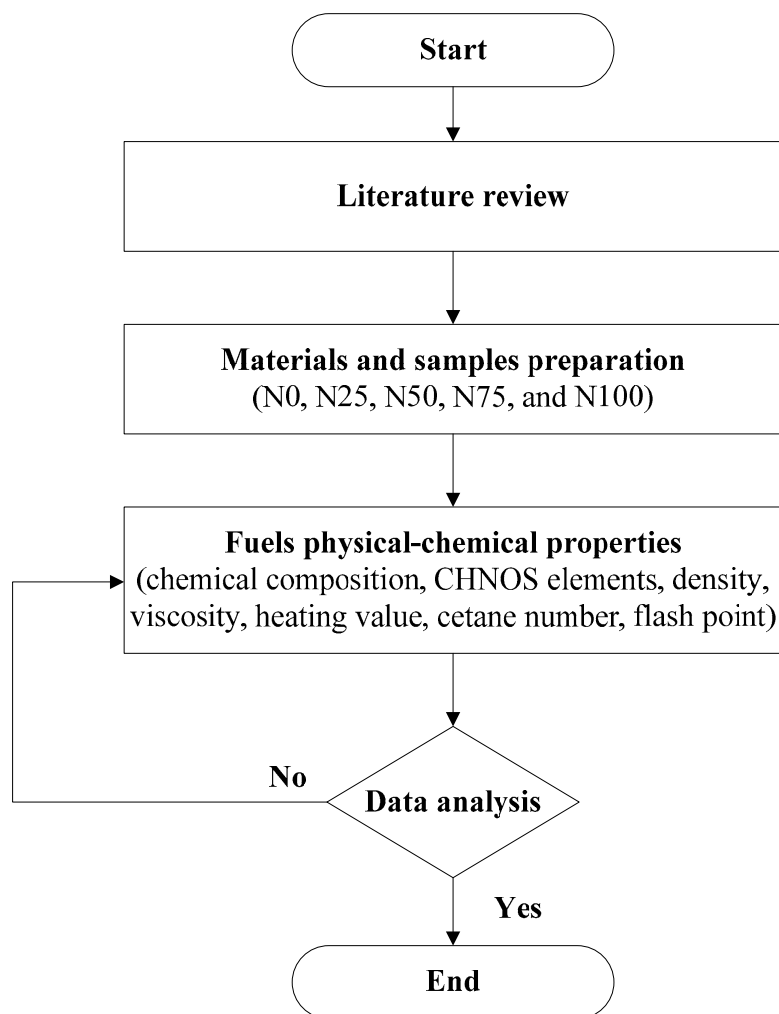 Start
Literature review
Materials and samples preparation
(N0, N25, N50, N75, and N100)
Fuels physical-chemical properties
(chemical composition, CHNOS elements, density,
viscosity, heating value, cetane number, flash point)
No
Data analysis
Yes
End